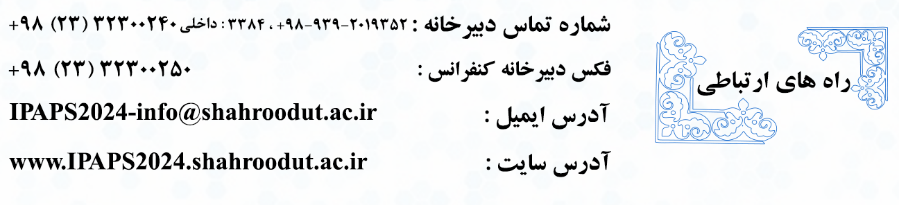 راه های ارتباطی
شماره تماس دبیرخانه : ۲۰۱۹۳۵۲-۹۳۹-۹۸+ ، ۳۳۸۴ : داخلی ۳۲۳۰۰۲۴۰ (۲۳) ۹۸+
فکس دبیرخانه کنفرانس : ۳۲۳۰۰۲۵۰ (۲۳) ۹۸+
آدرس ایمیل : IPAPS2024-info@shahroodut.ac.ir
آدرس سایت : www.IPAPS2024.shahroodut.ac.ir